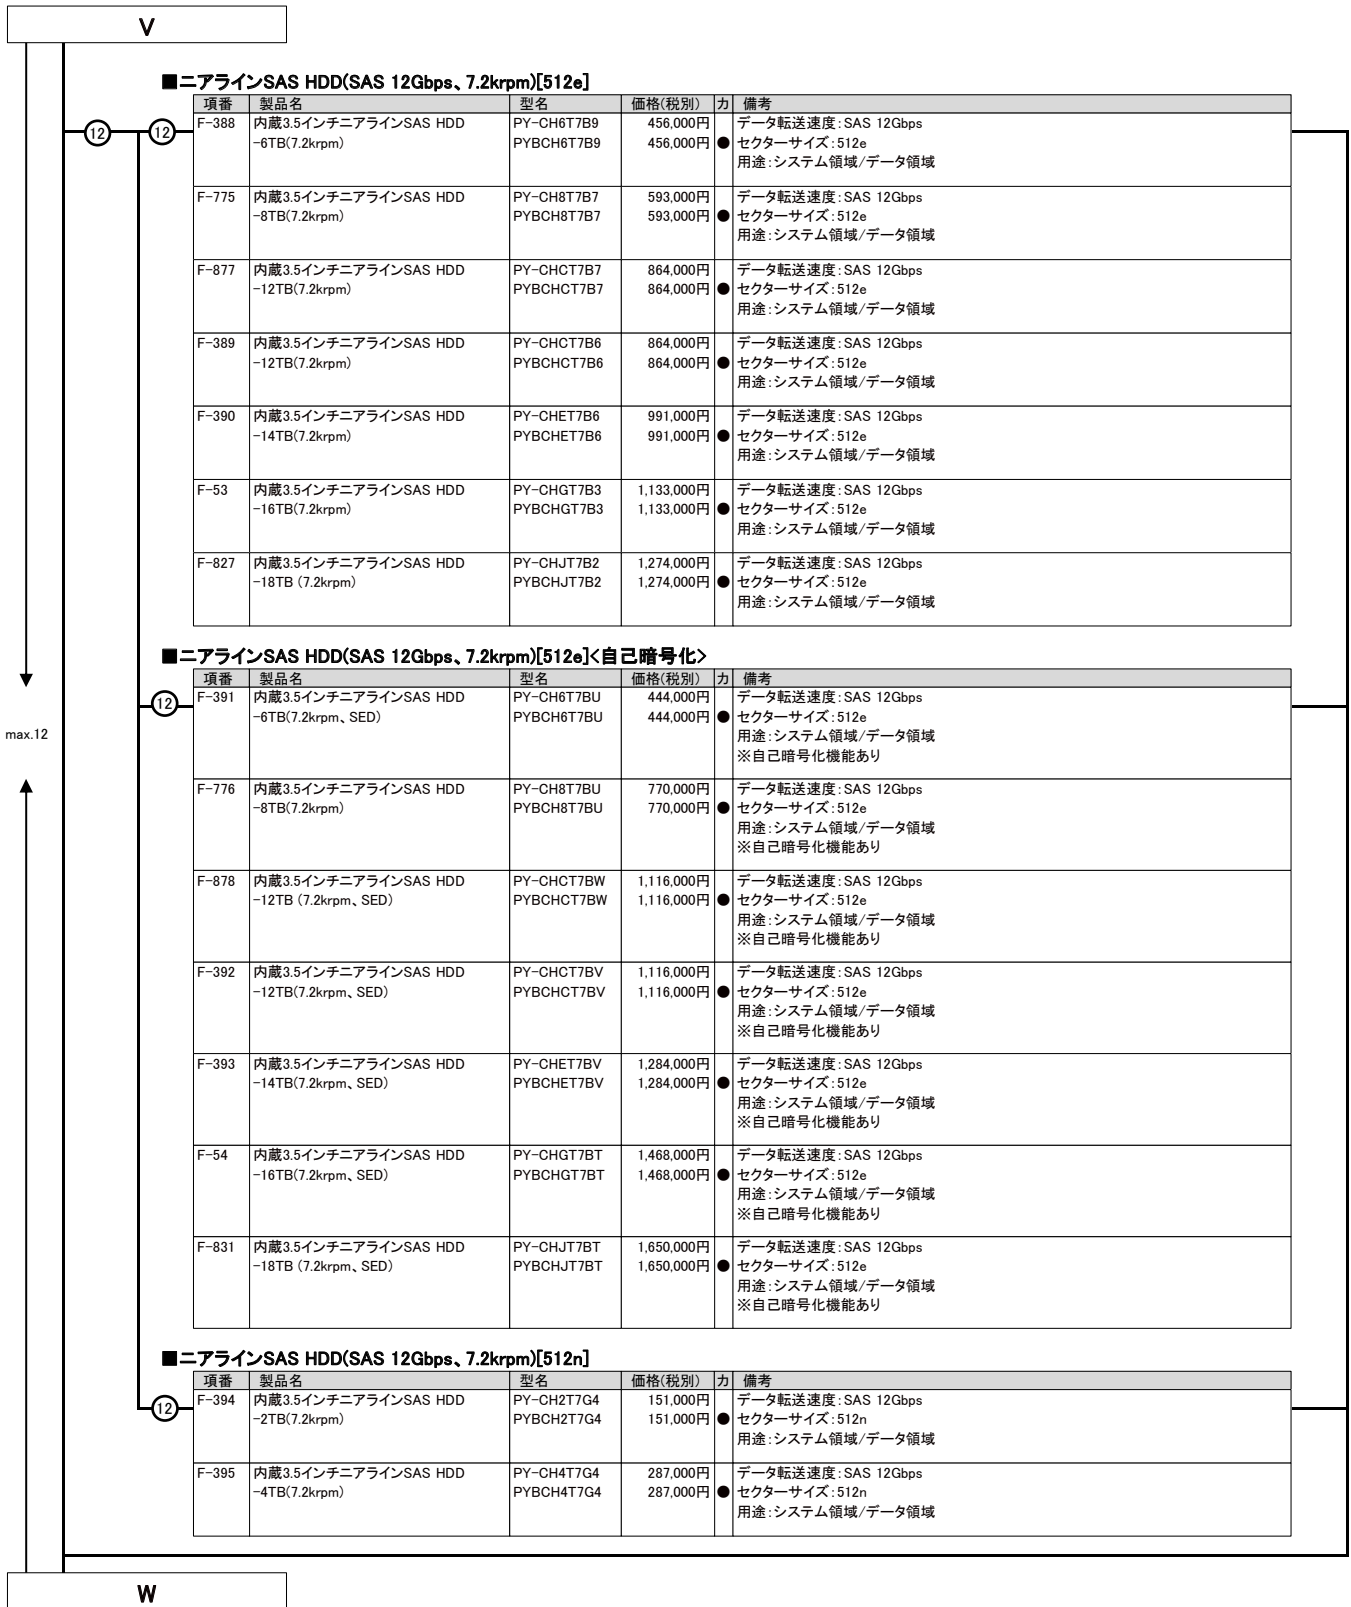 V
■ニアラインSAS HDD(SAS 12Gbps、7.2krpm)[512e]
項番 製品名 型名 価格(税別) カ 備考
⑫ ⑫
F-388 内蔵3.5インチニアラインSAS HDD PY-CH6T7B9 456,000円 データ転送速度:SAS 12Gbps
-6TB(7.2krpm) PYBCH6T7B9 456,000円 ● セクターサイズ:512e
用途:システム領域/データ領域
F-775 内蔵3.5インチニアラインSAS HDD PY-CH8T7B7 593,000円 データ転送速度:SAS 12Gbps
-8TB(7.2krpm) PYBCH8T7B7 593,000円 ● セクターサイズ:512e
用途:システム領域/データ領域
F-877 内蔵3.5インチニアラインSAS HDD PY-CHCT7B7 864,000円 データ転送速度:SAS 12Gbps
-12TB(7.2krpm) PYBCHCT7B7 864,000円 ● セクターサイズ:512e
用途:システム領域/データ領域
F-389 内蔵3.5インチニアラインSAS HDD PY-CHCT7B6 864,000円 データ転送速度:SAS 12Gbps
-12TB(7.2krpm) PYBCHCT7B6 864,000円 ● セクターサイズ:512e
用途:システム領域/データ領域
F-390 内蔵3.5インチニアラインSAS HDD PY-CHET7B6 991,000円 データ転送速度:SAS 12Gbps
-14TB(7.2krpm) PYBCHET7B6 991,000円 ● セクターサイズ:512e
用途:システム領域/データ領域
F-53 内蔵3.5インチニアラインSAS HDD PY-CHGT7B3 1,133,000円 データ転送速度:SAS 12Gbps
-16TB(7.2krpm) PYBCHGT7B3 1,133,000円 ● セクターサイズ:512e
用途:システム領域/データ領域
F-827 内蔵3.5インチニアラインSAS HDD PY-CHJT7B2 1,274,000円 データ転送速度:SAS 12Gbps
-18TB (7.2krpm) PYBCHJT7B2 1,274,000円 ● セクターサイズ:512e
用途:システム領域/データ領域
■ニアラインSAS HDD(SAS 12Gbps、7.2krpm)[512e]<自己暗号化>
項番 製品名 型名 価格(税別) カ 備考
⑫
F-391 内蔵3.5インチニアラインSAS HDD PY-CH6T7BU 444,000円 データ転送速度:SAS 12Gbps
-6TB(7.2krpm、SED) PYBCH6T7BU 444,000円 ● セクターサイズ:512e
用途:システム領域/データ領域
max.12
※自己暗号化機能あり
F-776 内蔵3.5インチニアラインSAS HDD PY-CH8T7BU 770,000円 データ転送速度:SAS 12Gbps
-8TB(7.2krpm) PYBCH8T7BU 770,000円 ● セクターサイズ:512e
用途:システム領域/データ領域
※自己暗号化機能あり
F-878 内蔵3.5インチニアラインSAS HDD PY-CHCT7BW 1,116,000円 データ転送速度:SAS 12Gbps
-12TB (7.2krpm、SED) PYBCHCT7BW 1,116,000円 ● セクターサイズ:512e
用途:システム領域/データ領域
※自己暗号化機能あり
F-392 内蔵3.5インチニアラインSAS HDD PY-CHCT7BV 1,116,000円 データ転送速度:SAS 12Gbps
-12TB(7.2krpm、SED) PYBCHCT7BV 1,116,000円 ● セクターサイズ:512e
用途:システム領域/データ領域
※自己暗号化機能あり
F-393 内蔵3.5インチニアラインSAS HDD PY-CHET7BV 1,284,000円 データ転送速度:SAS 12Gbps
-14TB(7.2krpm、SED) PYBCHET7BV 1,284,000円 ● セクターサイズ:512e
用途:システム領域/データ領域
※自己暗号化機能あり
F-54 内蔵3.5インチニアラインSAS HDD PY-CHGT7BT 1,468,000円 データ転送速度:SAS 12Gbps
-16TB(7.2krpm、SED) PYBCHGT7BT 1,468,000円 ● セクターサイズ:512e
用途:システム領域/データ領域
※自己暗号化機能あり
F-831 内蔵3.5インチニアラインSAS HDD PY-CHJT7BT 1,650,000円 データ転送速度:SAS 12Gbps
-18TB (7.2krpm、SED) PYBCHJT7BT 1,650,000円 ● セクターサイズ:512e
用途:システム領域/データ領域
※自己暗号化機能あり
■ニアラインSAS HDD(SAS 12Gbps、7.2krpm)[512n]
項番 製品名 型名 価格(税別) カ 備考
⑫
F-394 内蔵3.5インチニアラインSAS HDD PY-CH2T7G4 151,000円 データ転送速度:SAS 12Gbps
-2TB(7.2krpm) PYBCH2T7G4 151,000円 ● セクターサイズ:512n
用途:システム領域/データ領域
F-395 内蔵3.5インチニアラインSAS HDD PY-CH4T7G4 287,000円 データ転送速度:SAS 12Gbps
-4TB(7.2krpm) PYBCH4T7G4 287,000円 ● セクターサイズ:512n
用途:システム領域/データ領域
W